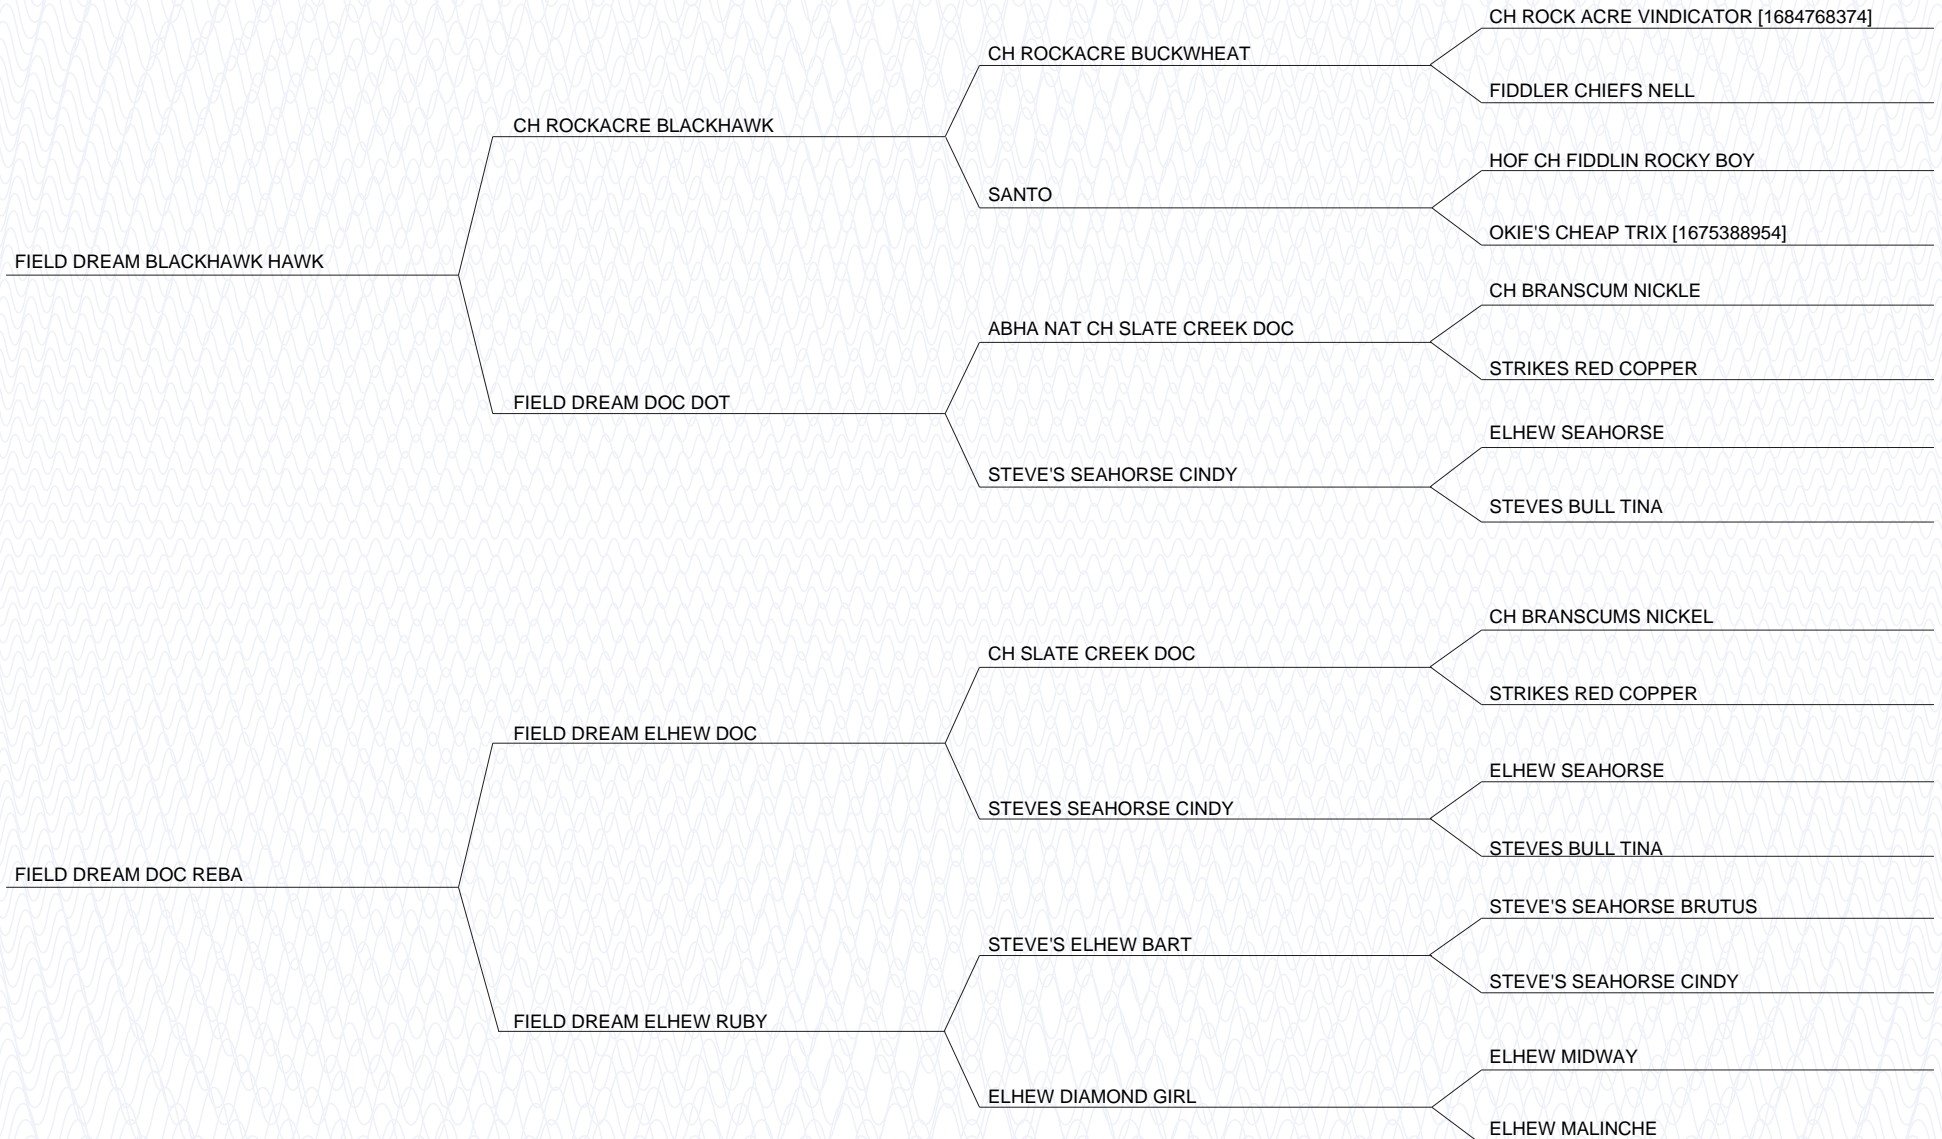 CH ROCK ACRE VINDICATOR [1684768374]
CH ROCKACRE BUCKWHEAT
FIDDLER CHIEFS NELL
CH ROCKACRE BLACKHAWK
HOF CH FIDDLIN ROCKY BOY
SANTO
OKIE'S CHEAP TRIX [1675388954]
FIELD DREAM BLACKHAWK HAWK
CH BRANSCUM NICKLE
ABHA NAT CH SLATE CREEK DOC
STRIKES RED COPPER
FIELD DREAM DOC DOT
ELHEW SEAHORSE
STEVE'S SEAHORSE CINDY
STEVES BULL TINA
CH BRANSCUMS NICKEL
CH SLATE CREEK DOC
STRIKES RED COPPER
FIELD DREAM ELHEW DOC
ELHEW SEAHORSE
STEVES SEAHORSE CINDY
STEVES BULL TINA
FIELD DREAM DOC REBA
STEVE'S SEAHORSE BRUTUS
STEVE'S ELHEW BART
STEVE'S SEAHORSE CINDY
FIELD DREAM ELHEW RUBY
ELHEW MIDWAY
ELHEW DIAMOND GIRL
ELHEW MALINCHE